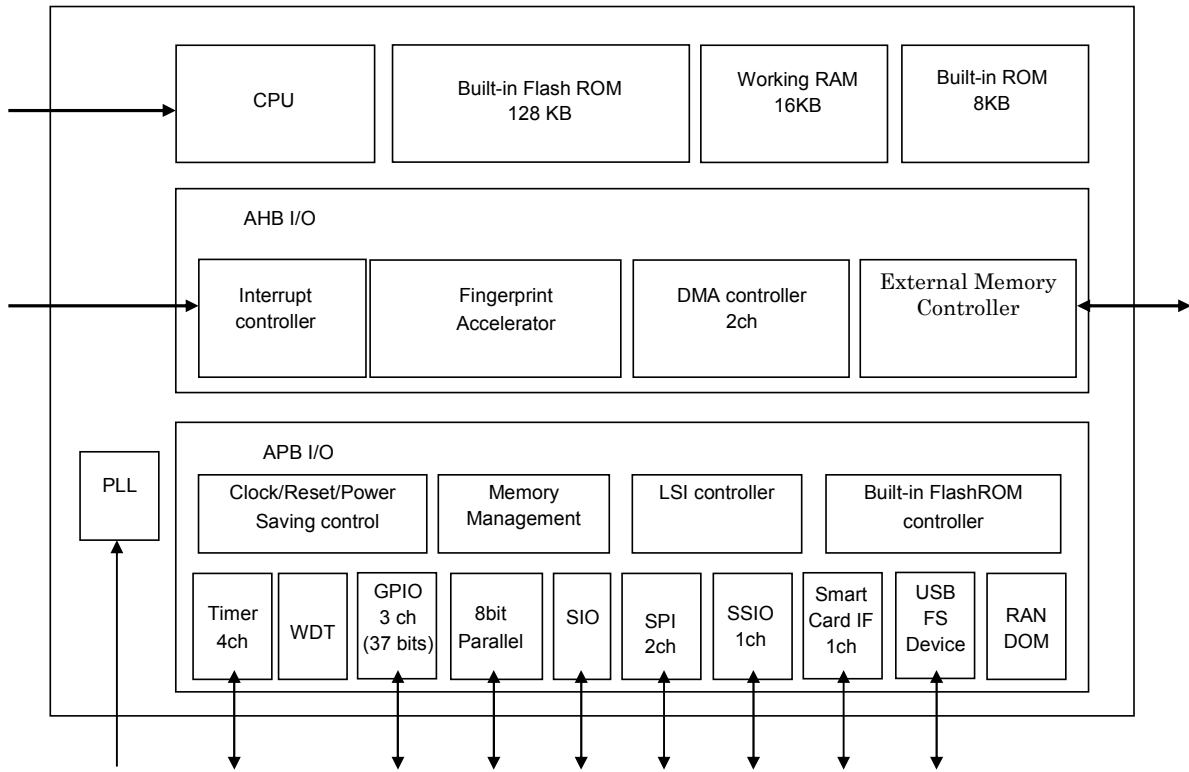 CPU
Built-in Flash ROM
128 KB
Working RAM
16KB
Built-in ROM
8KB
AHB I/O
Interrupt
controller
Fingerprint
Accelerator
DMA controller
2ch
External Memory
Controller
APB I/O
PLL
Clock/Reset/Power
Saving control
Memory
Management
LSI controller
Built-in FlashROM
controller
Timer
4ch
WDT
GPIO
3 ch
(37 bits)
8bit
Parallel
SIO
SPI
2ch
SSIO
1ch
Smart
Card IF
1ch
USB
FS
Device
RAN
DOM